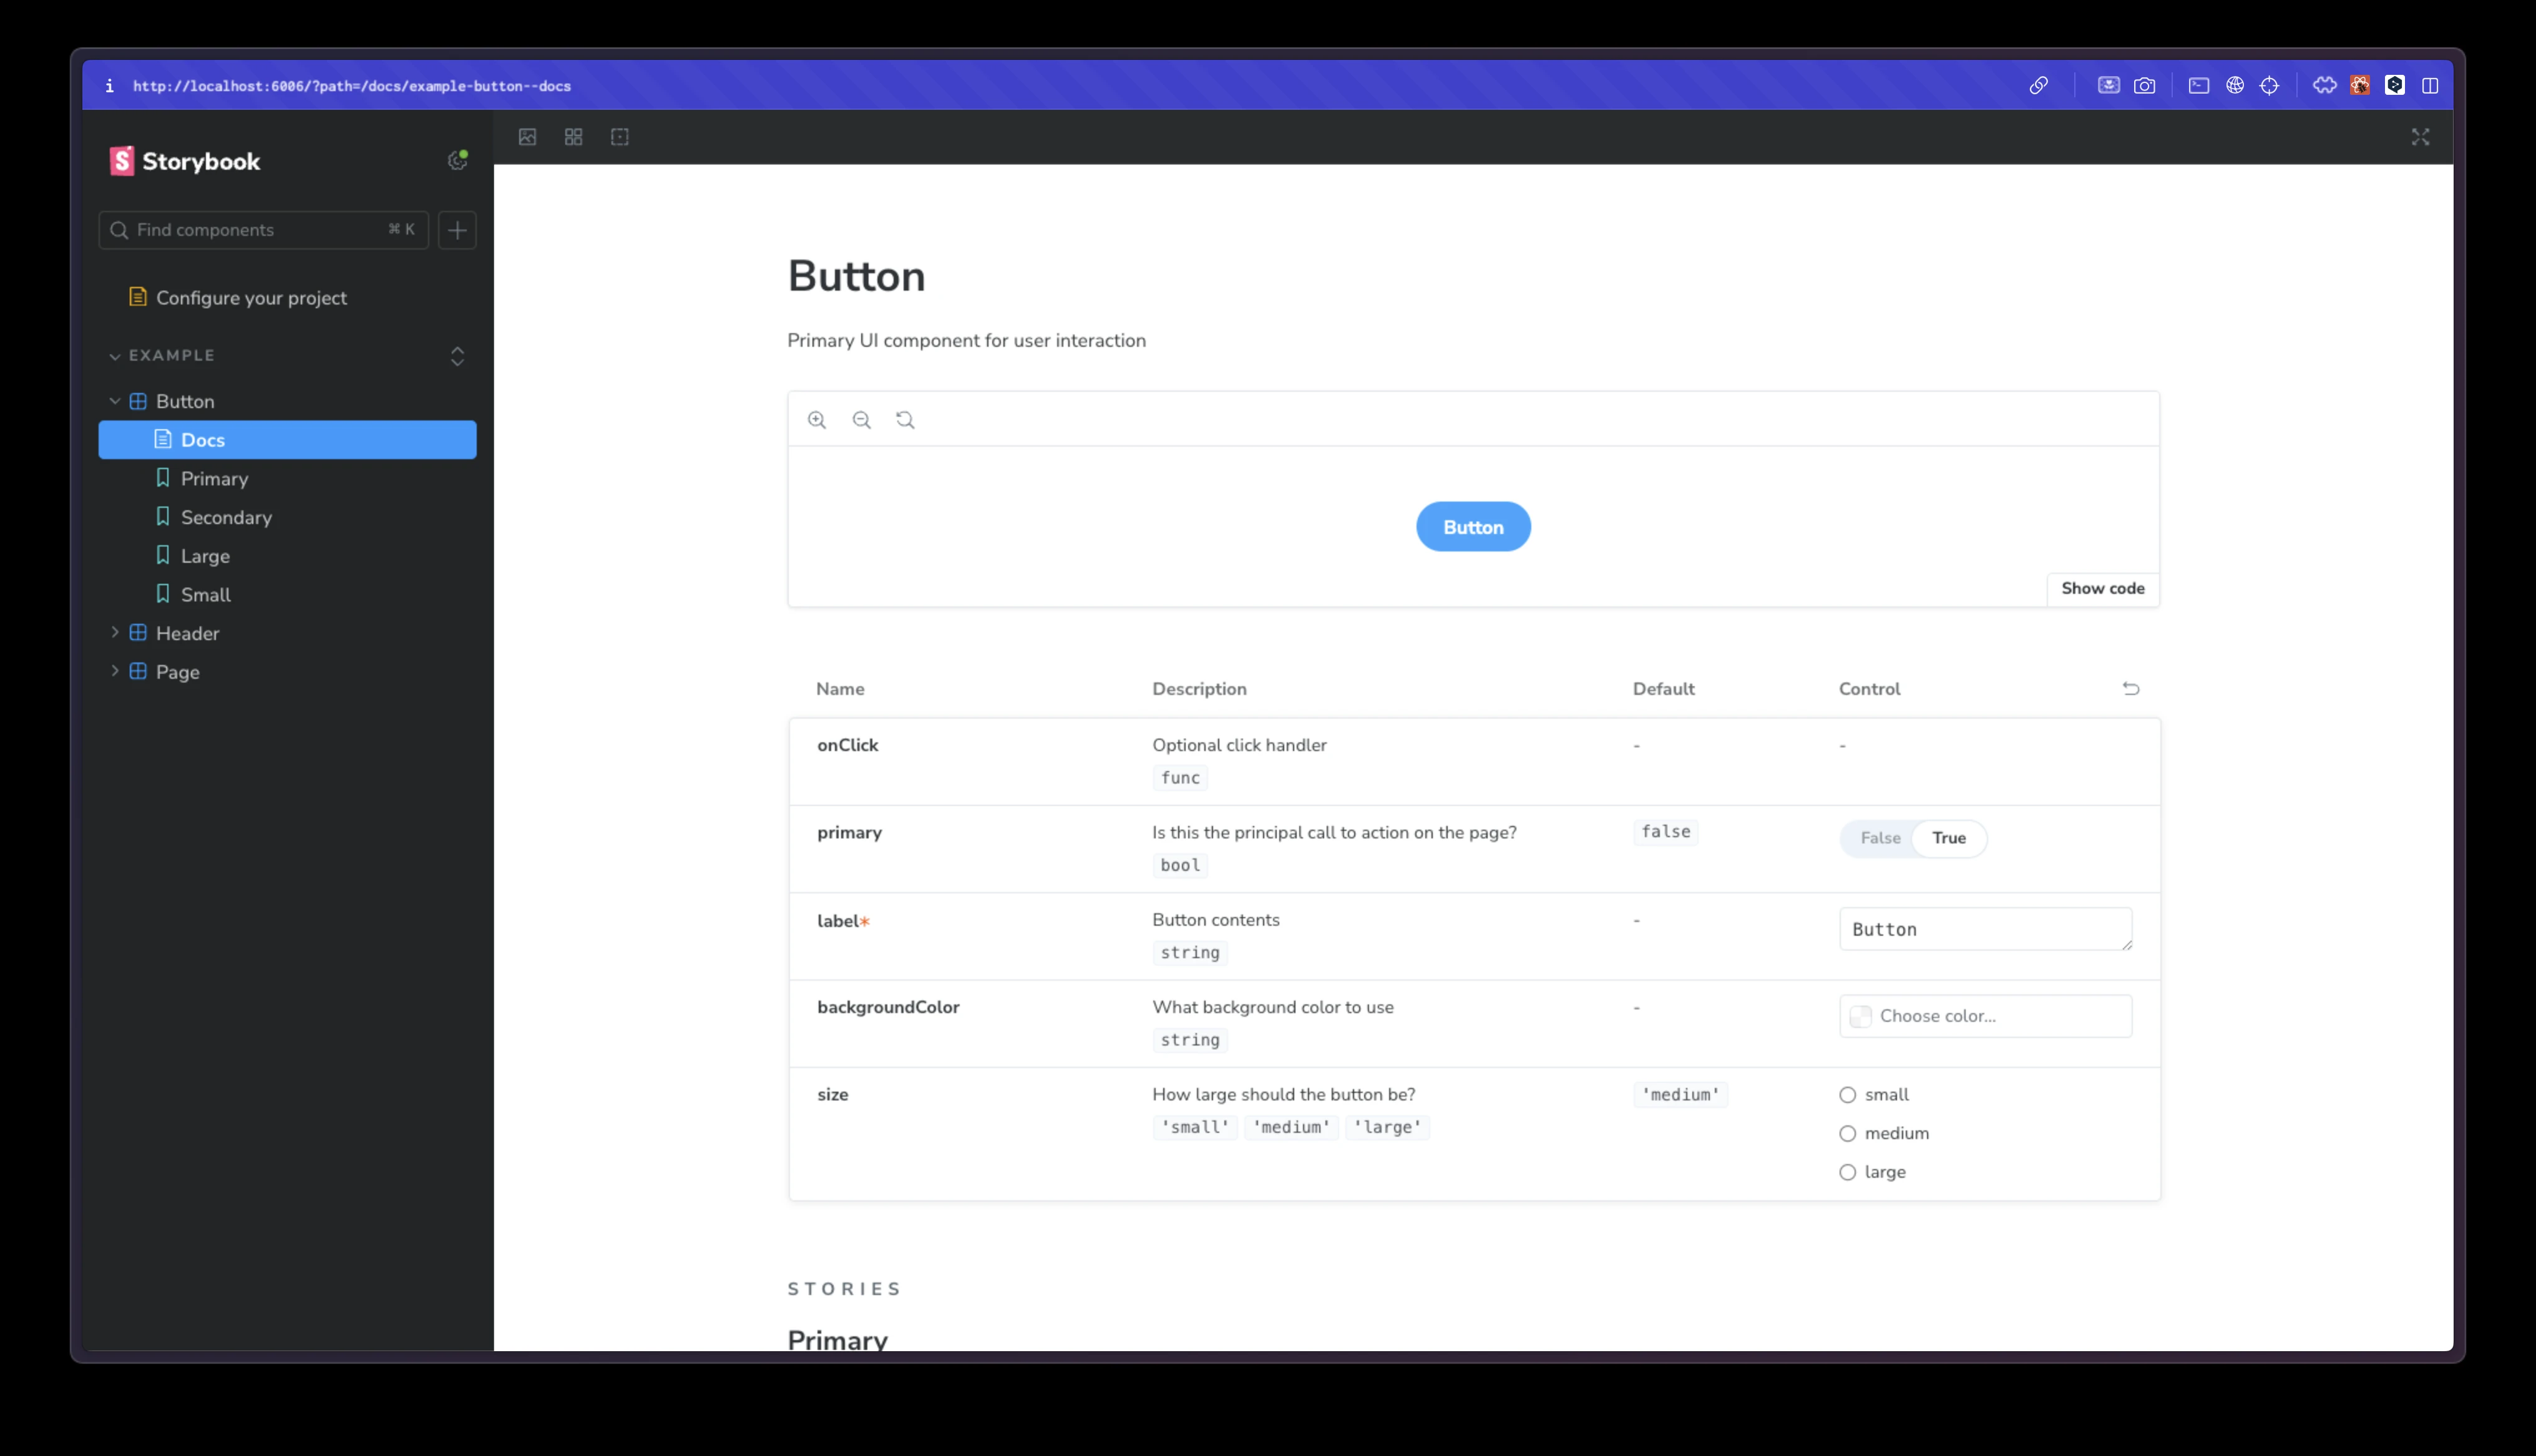 i http://localhost:6006/?path=/docs/example-button--docs
S Storybook
Find components ⌘ K
Configure your project
EXAMPLE
Button
Docs
Primary
Secondary
Large
Small
Header
Page
Button
Primary UI component for user interaction
Button
Show code
Name Description Default Control
onClick Optional click handler - -
func
primary Is this the principal call to action on the page? false False True
bool
label* Button contents - Button
string
backgroundColor What background color to use - Choose color...
string
size How large should the button be? 'medium' small
'small' 'medium' 'large' medium
large
STORIES
Primary